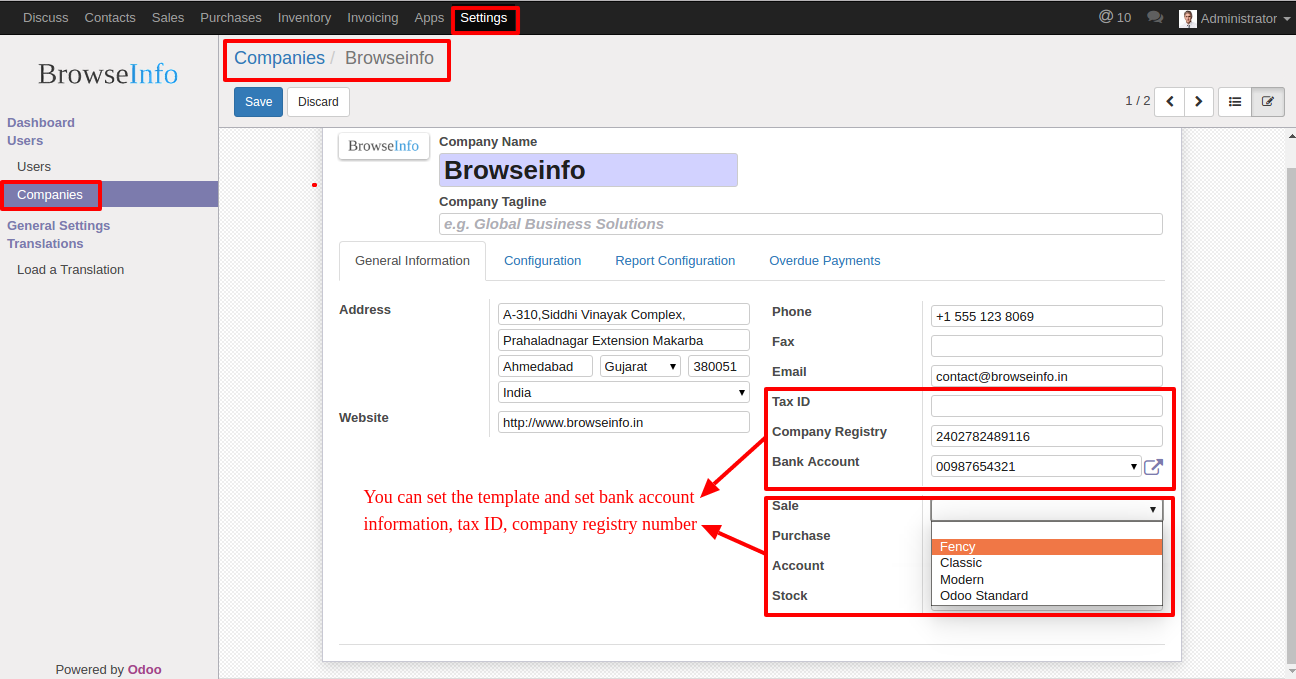 Discuss Contacts Sales Purchases Inventory Invoicing Apps Settings @ 10 Administrator
BrowseInfo
Dashboard
Users
Users
Companies
General Settings
Translations
Load a Translation
Powered by Odoo
Companies / Browseinfo
Save Discard 1 / 2
BrowseInfo
Company Name
Browseinfo
Company Tagline
e.g. Global Business Solutions
General Information Configuration Report Configuration Overdue Payments
Address
A-310,Siddhi Vinayak Complex,
Prahaladnagar Extension Makarba
Ahmedabad Gujarat 380051
India
Website http://www.browseinfo.in
Phone +1 555 123 8069
Fax
Email contact@browseinfo.in
Tax ID
Company Registry 2402782489116
Bank Account 00987654321
You can set the template and set bank account
information, tax ID, company registry number
Sale
Purchase
Account
Stock
Fency
Classic
Modern
Odoo Standard